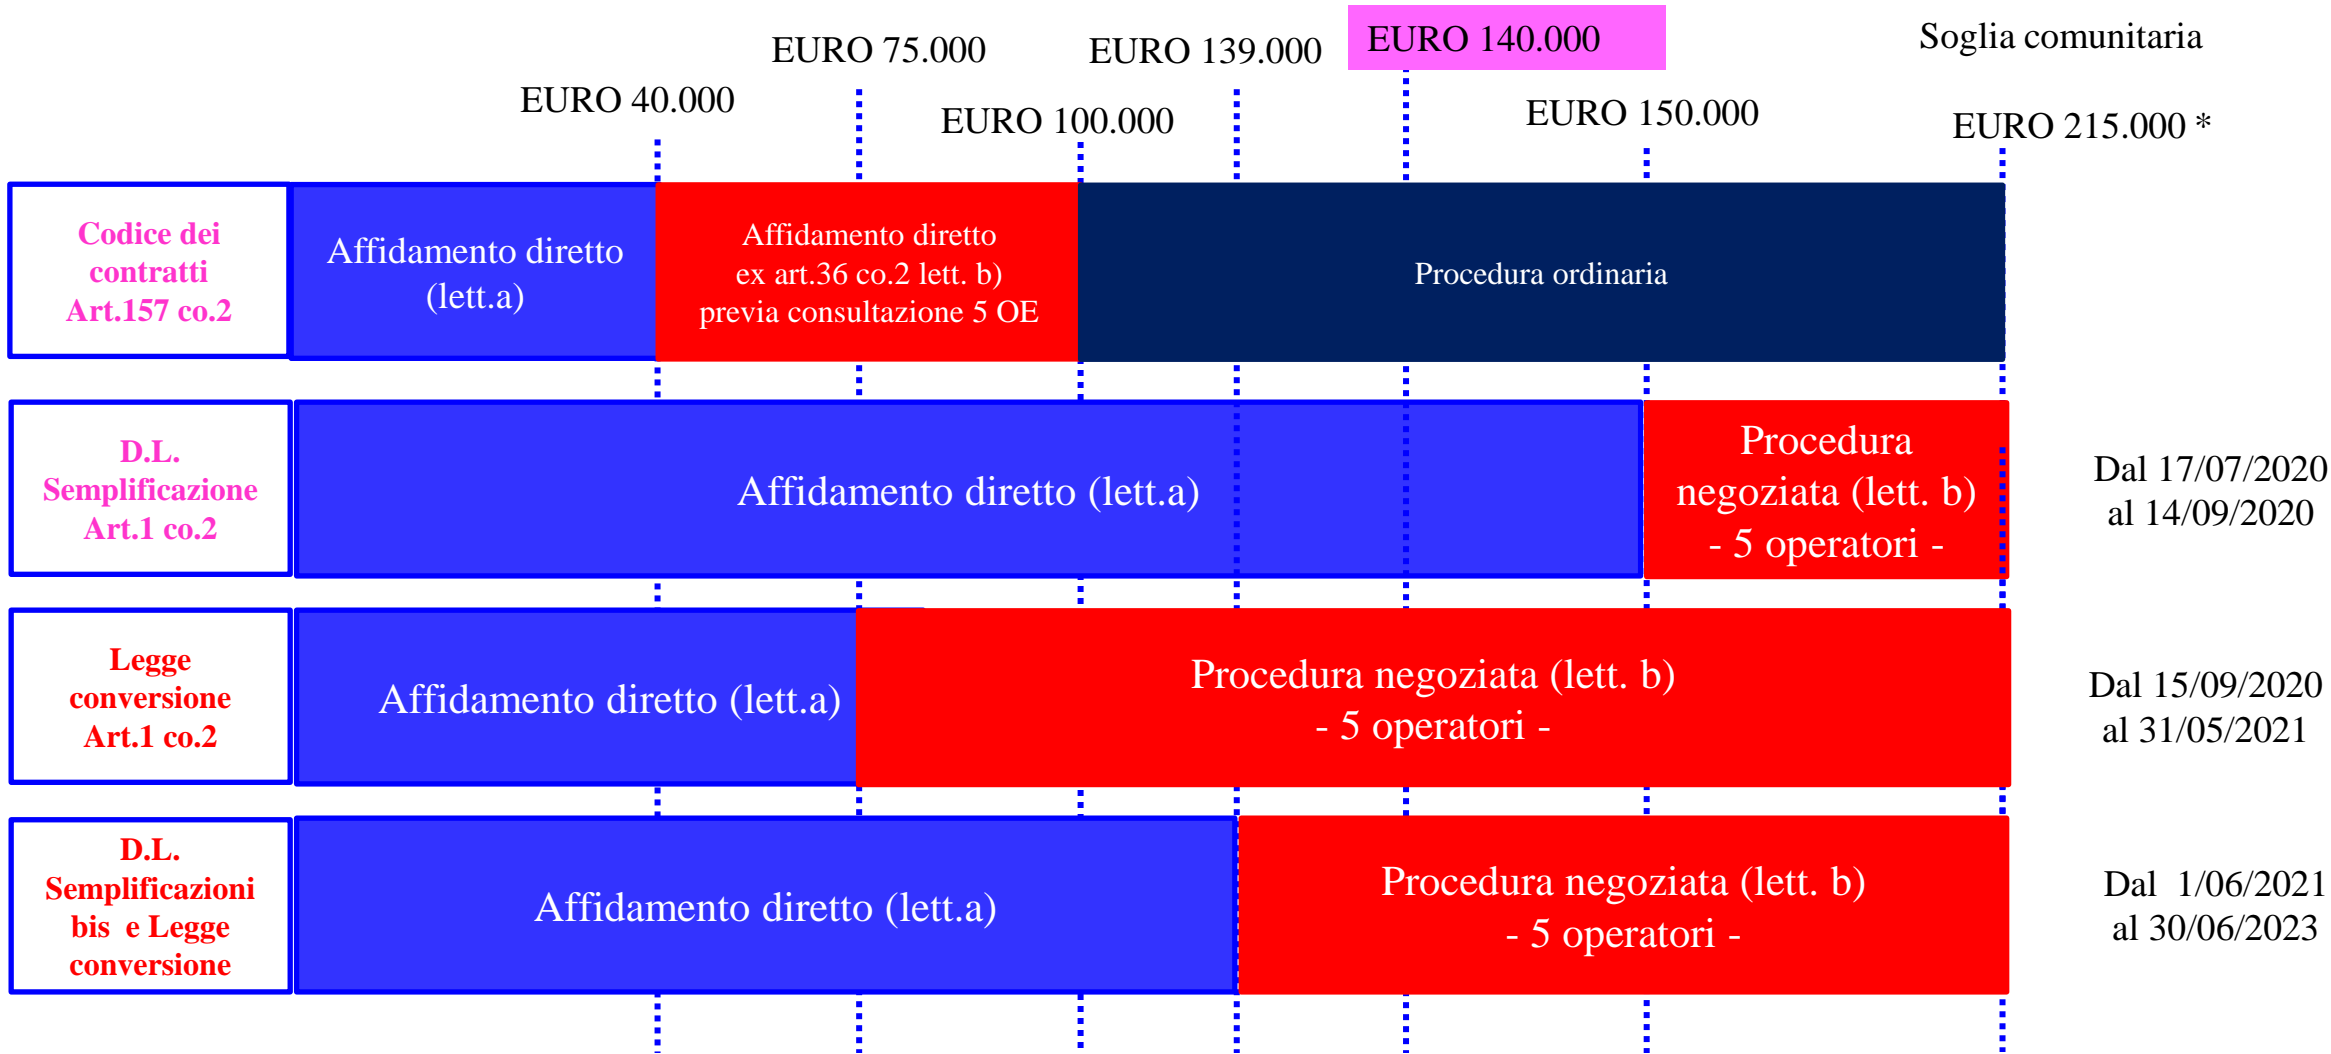 EURO 40.000
EURO 75.000
EURO 100.000
EURO 139.000
EURO 140.000
EURO 150.000
Soglia comunitaria
EURO 215.000 *
Codice dei
contratti
Art.157 co.2
Affidamento diretto
(lett.a)
Affidamento diretto
ex art.36 co.2 lett. b)
previa consultazione 5 OE
Procedura ordinaria
D.L.
Semplificazione
Art.1 co.2
Affidamento diretto (lett.a)
Procedura
negoziata (lett. b)
- 5 operatori -
Dal 17/07/2020
al 14/09/2020
Legge
conversione
Art.1 co.2
Affidamento diretto (lett.a)
Procedura negoziata (lett. b)
- 5 operatori -
Dal 15/09/2020
al 31/05/2021
D.L.
Semplificazioni
bis e Legge
conversione
Affidamento diretto (lett.a)
Procedura negoziata (lett. b)
- 5 operatori -
Dal 1/06/2021
al 30/06/2023